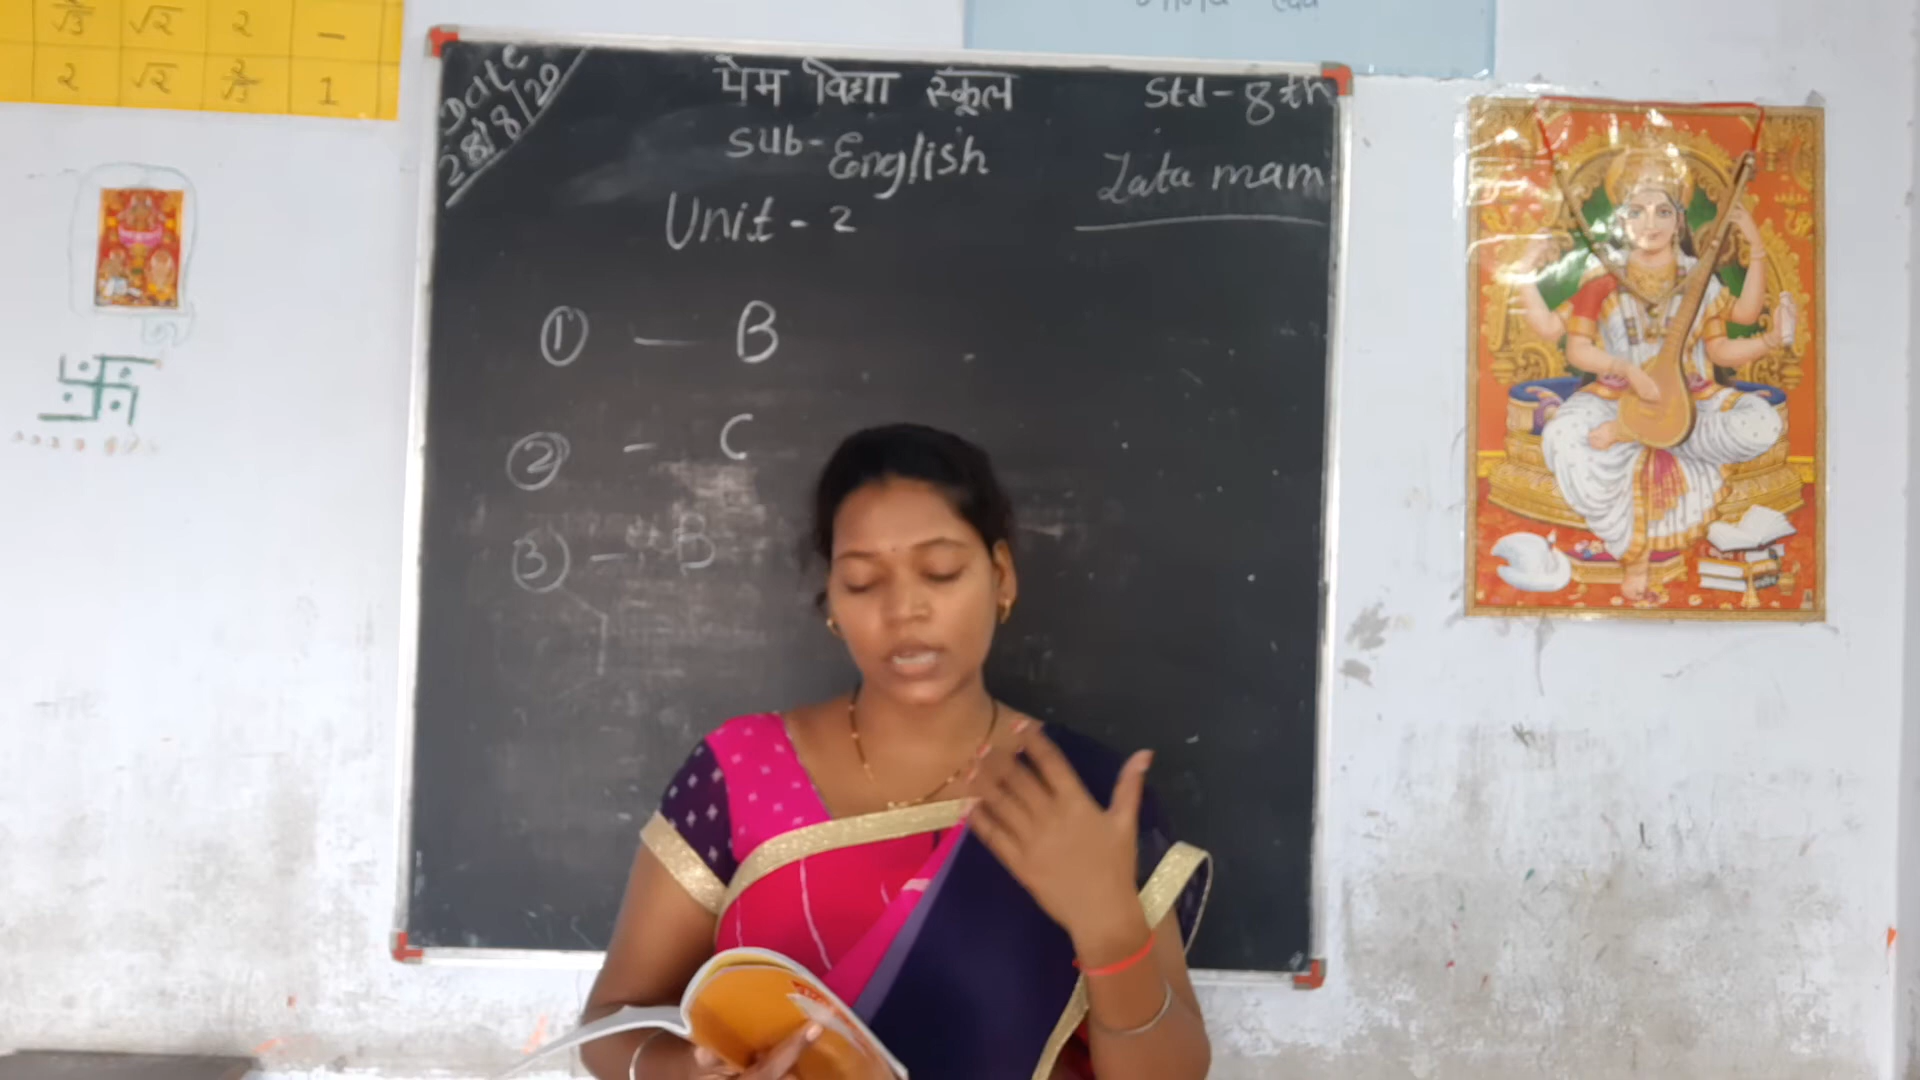 2/√3 √2 2 —
2 √2 2/√3 1
Date
28/8/20
पेम विद्या स्कूल
Std - 8th
Sub - English
Lata mam
Unit - 2
① — B
② - C
③ - B